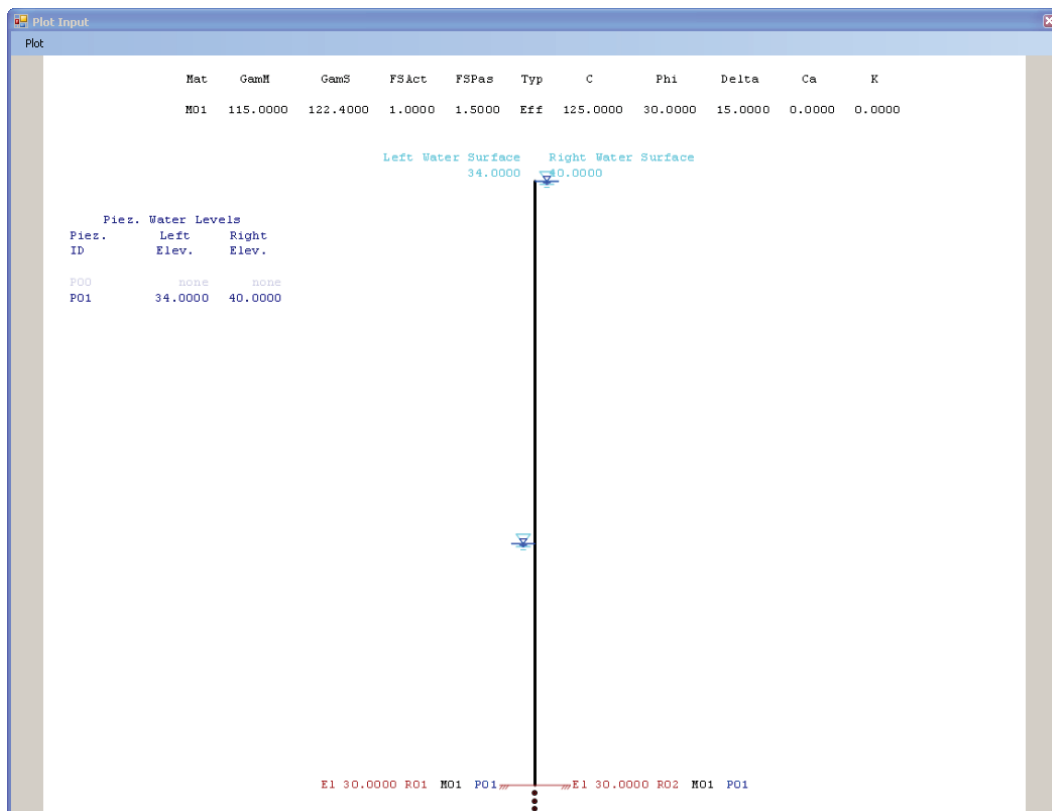 Plot Input
Plot
Mat GamM GamS FSAct FSPas Typ C Phi Delta Ca K
M01 115.0000 122.4000 1.0000 1.5000 Eff 125.0000 30.0000 15.0000 0.0000 0.0000
Left Water Surface Right Water Surface
34.0000 40.0000
Piez. Water Levels
Piez. Left Right
ID Elev. Elev.
P00 none none
P01 34.0000 40.0000
El 30.0000 R01 M01 P01 El 30.0000 R02 M01 P01